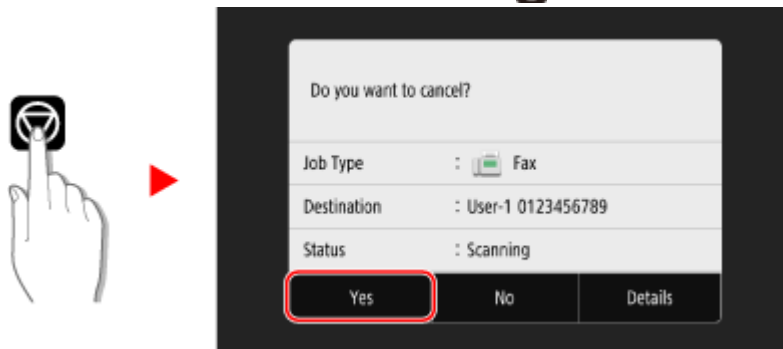 Do you want to cancel?
Job Type : Fax
Destination : User-1 0123456789
Status : Scanning
Yes No Details